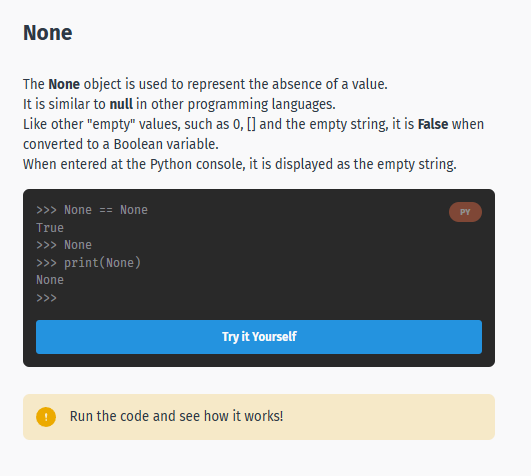 None
The None object is used to represent the absence of a value.
It is similar to null in other programming languages.
Like other "empty" values, such as 0, [] and the empty string, it is False when
converted to a Boolean variable.
When entered at the Python console, it is displayed as the empty string.
>>> None == None
PY
True
>>> None
>>> print(None)
None
>>>
Try it Yourself
! Run the code and see how it works!